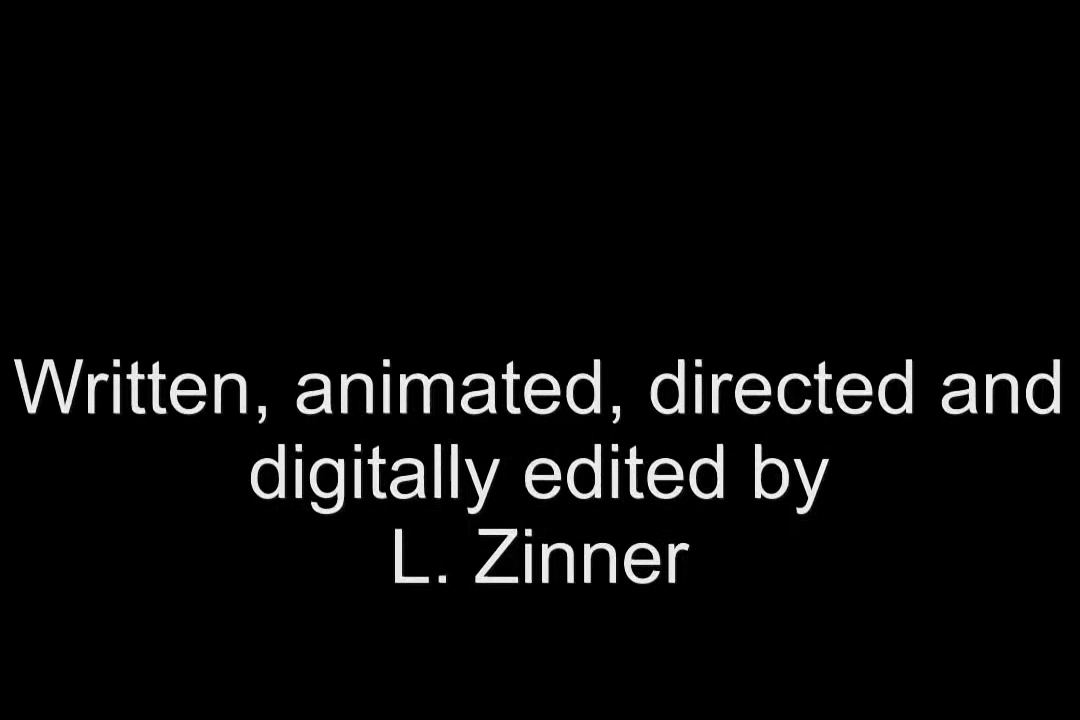 Written, animated, directed and
digitally edited by
L. Zinner